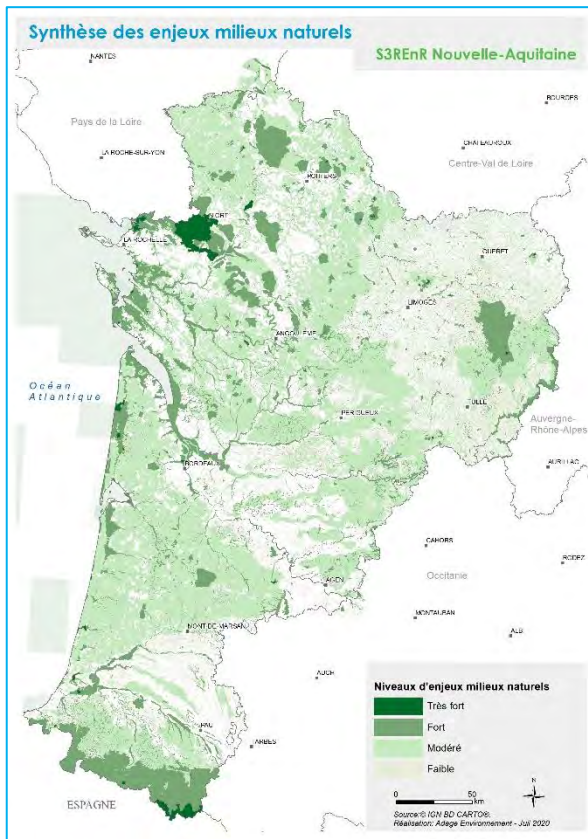 Synthèse des enjeux milieux naturels
S3REnR Nouvelle-Aquitaine
NANTES
BOURGES
Pays de la Loire
CHATEAUROUX
LA ROCHE-SUR-YON
Centre-Val de Loire
POITIERS
NIORT
LA ROCHELLE
GUERET
LIMOGES
ANGOULEME
Océan
Atlantique
PERIGUEUX
TULLE
Auvergne-
Rhône-Alpes
AURILLAC
BORDEAUX
CAHORS
RODEZ
Occitanie
AGEN
MONTAUBAN
ALBI
MONT-DE-MARSAN
AUCH
PAU
TARBES
ESPAGNE
Niveaux d'enjeux milieux naturels
Très fort
Fort
Modéré
Faible
0 50
km
N
Source:© IGN BD CARTO®.
Réalisation: Adage Environnement - Juil 2020